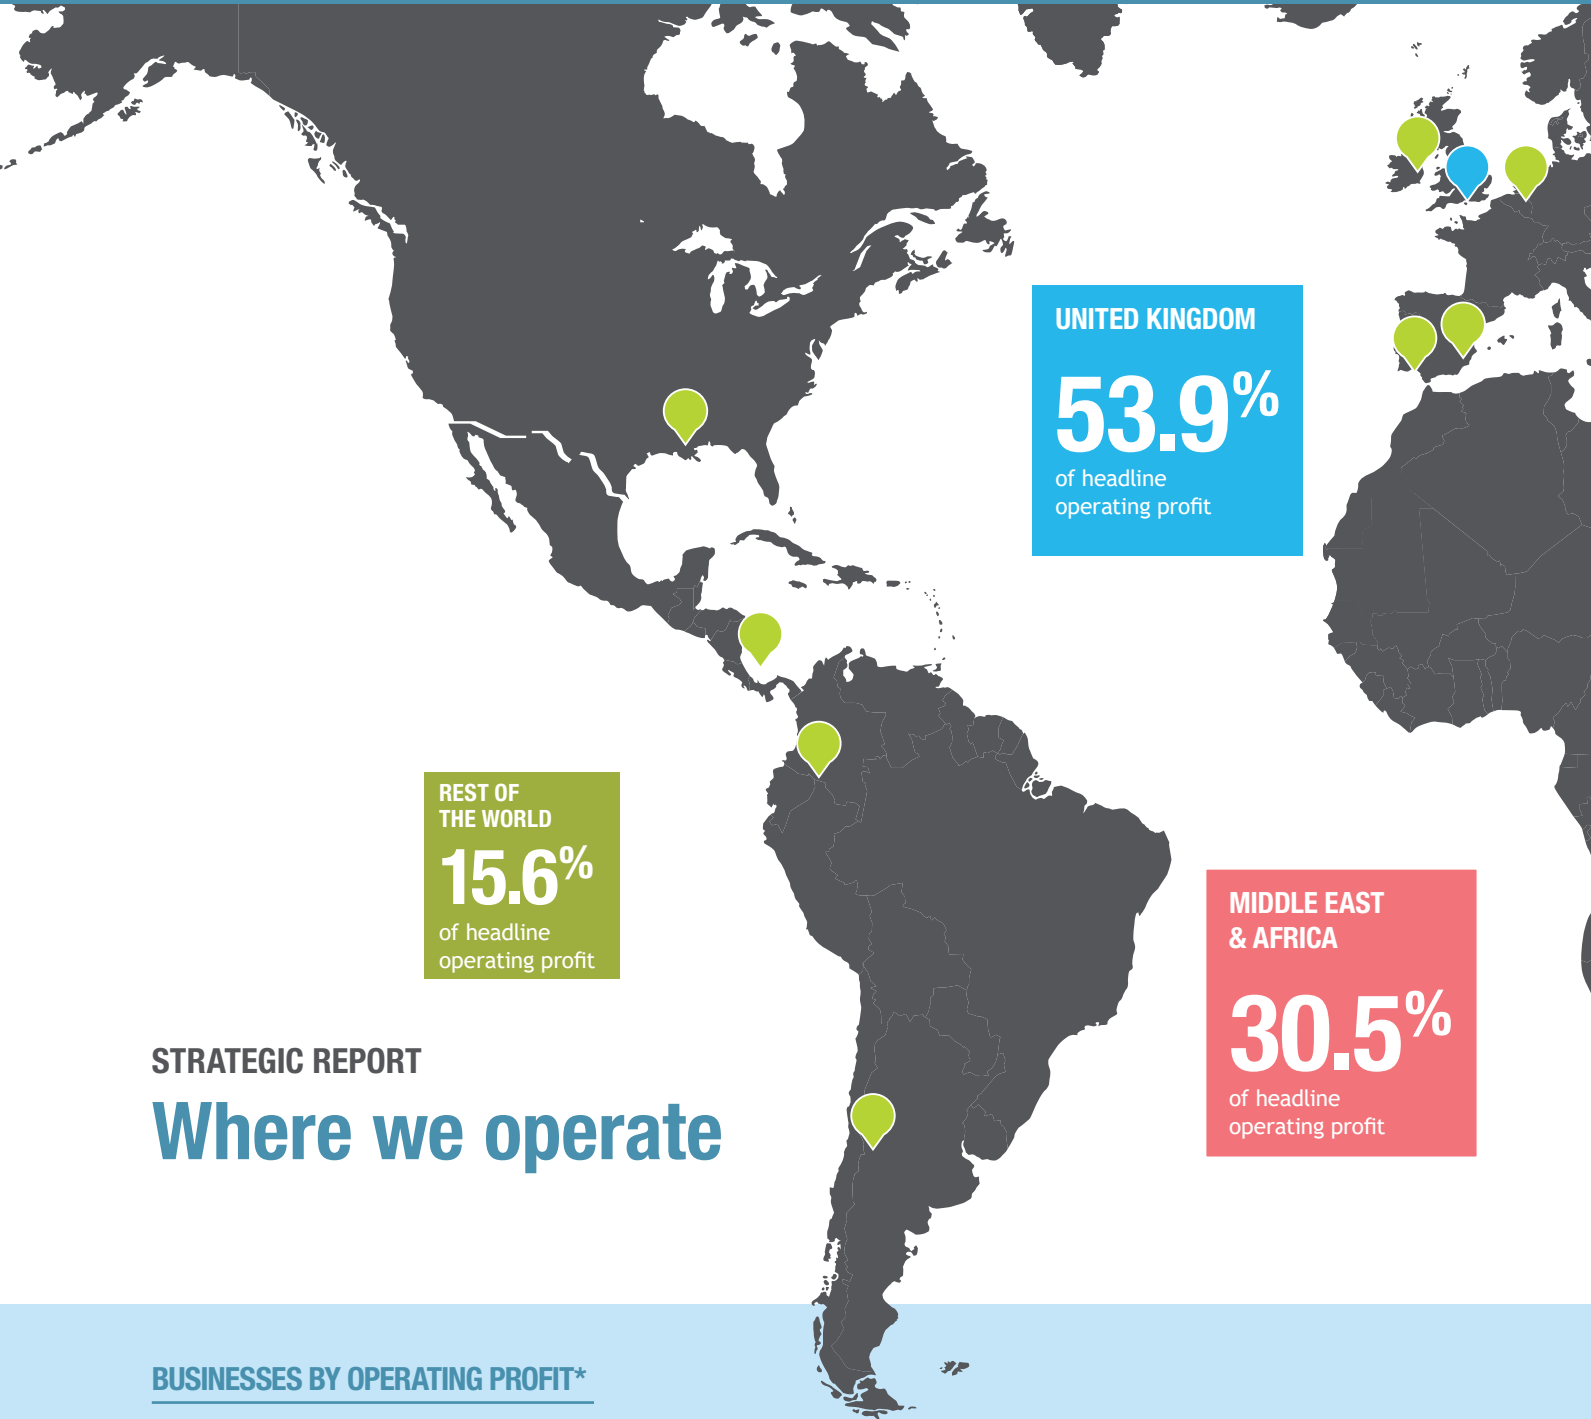 UNITED KINGDOM
53.9%
of headline
operating profit
REST OF
THE WORLD
15.6%
of headline
operating profit
MIDDLE EAST
& AFRICA
30.5%
of headline
operating profit
STRATEGIC REPORT
Where we operate
BUSINESSES BY OPERATING PROFIT*